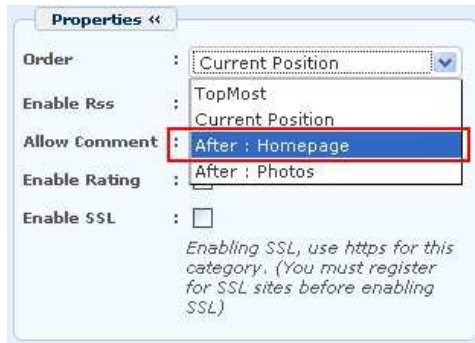 Properties «
Order : Current Position
TopMost
Enable Rss :
Current Position
Allow Comment : After : Homepage
After : Photos
Enable Rating :
Enable SSL :
Enabling SSL, use https for this
category. (You must register
for SSL sites before enabling
SSL)